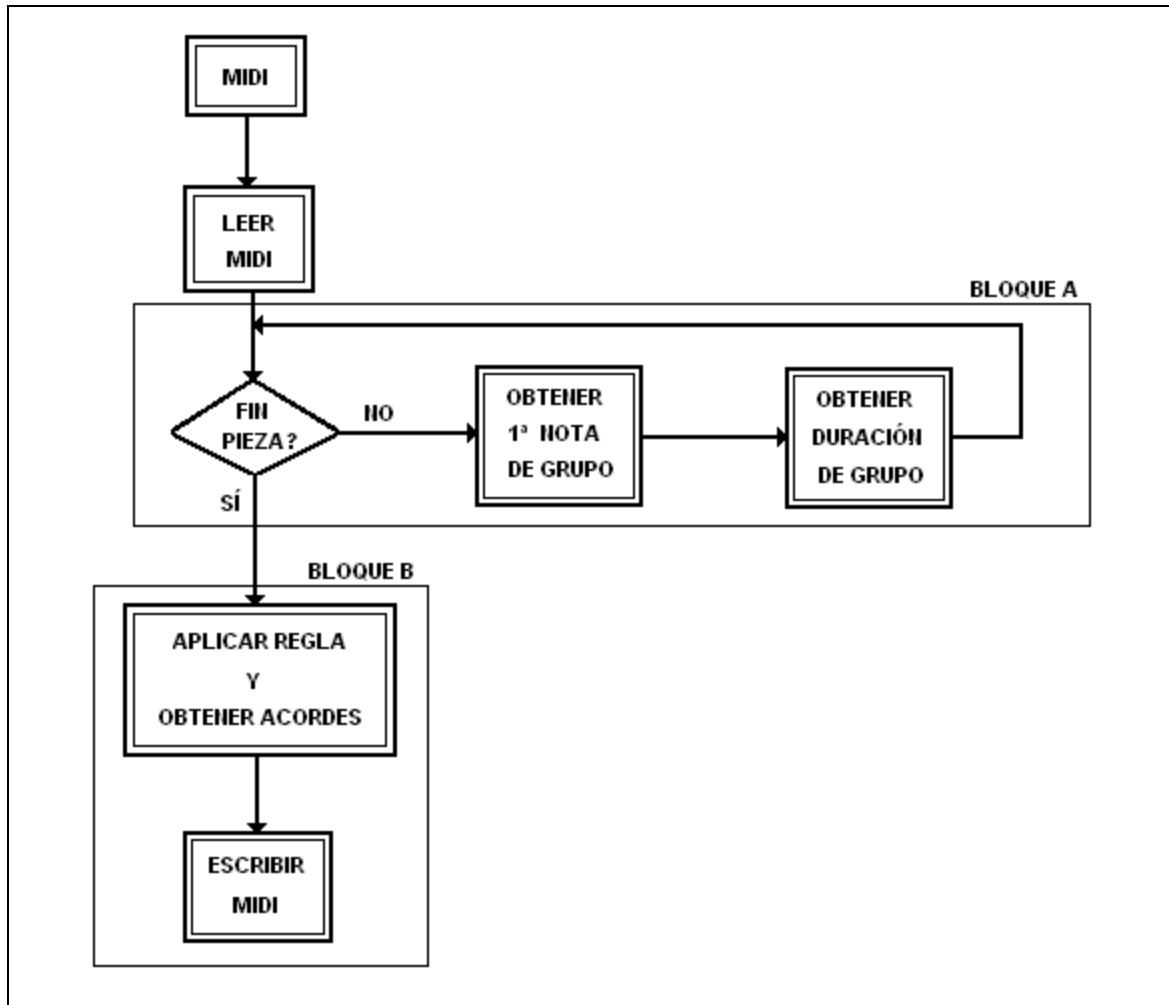 MIDI
LEER
MIDI
BLOQUE A
FIN
PIEZA?
NO
OBTENER
1ª NOTA
DE GRUPO
OBTENER
DURACIÓN
DE GRUPO
SÍ
BLOQUE B
APLICAR REGLA
Y
OBTENER ACORDES
ESCRIBIR
MIDI